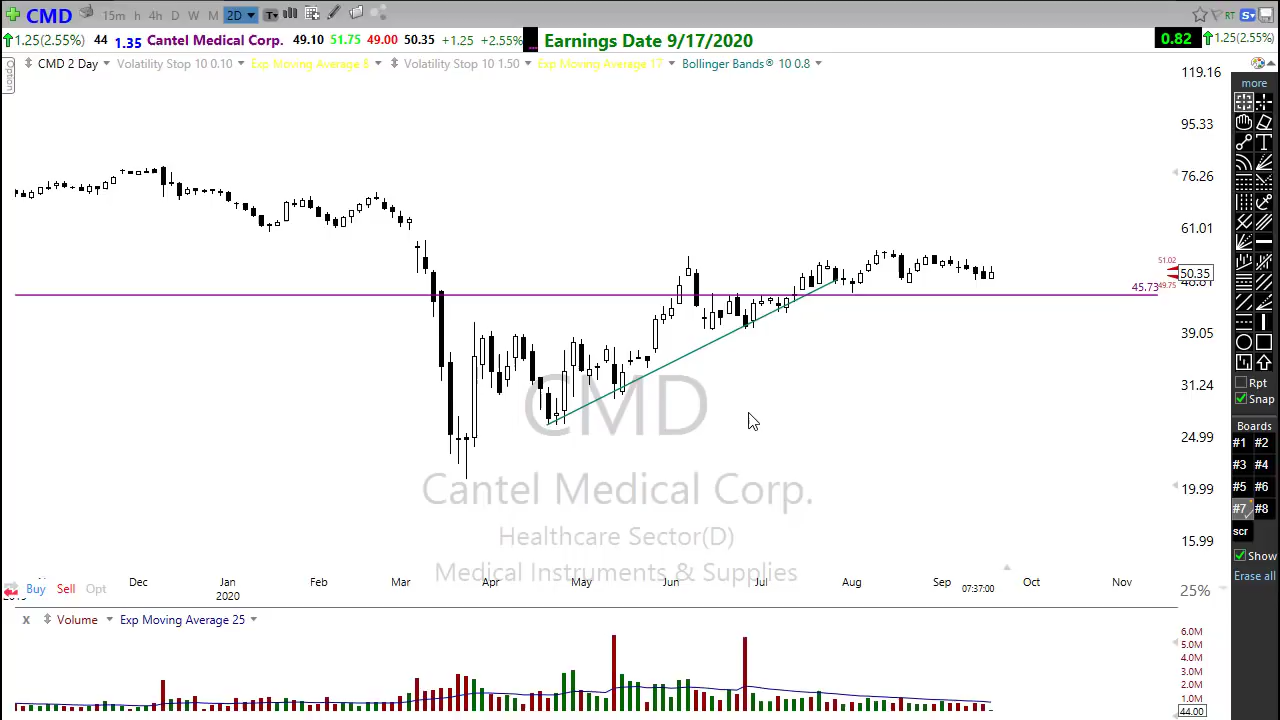 CMD 15m h 4h D W M 2D
1.25(2.55%) 44 1.35 Cantel Medical Corp. 49.10 51.75 49.00 50.35 +1.25 +2.55% Earnings Date 9/17/2020 0.82 1.25(2.55%)
Option CMD 2 Day Volatility Stop 10 0.10 Exp Moving Average 8 Volatility Stop 10 1.50 Exp Moving Average 17 Bollinger Bands® 10 0.8
RT
more
119.16
95.33
76.26
61.01
51.02
50.35
49.75
45.73
39.05
31.24
24.99
19.99
15.99
CMD
Cantel Medical Corp.
Healthcare Sector(D)
Medical Instruments & Supplies
Rpt
Snap
Boards
#1 #2
#3 #4
#5 #6
#7 #8
scr
Show
Erase all
Dec Jan Feb Mar Apr May Jun Jul Aug Sep Oct Nov
2020
07:37:00
Buy Sell Opt
25%
x Volume Exp Moving Average 25
6.0M
5.0M
4.0M
3.0M
2.0M
1.0M
44.00